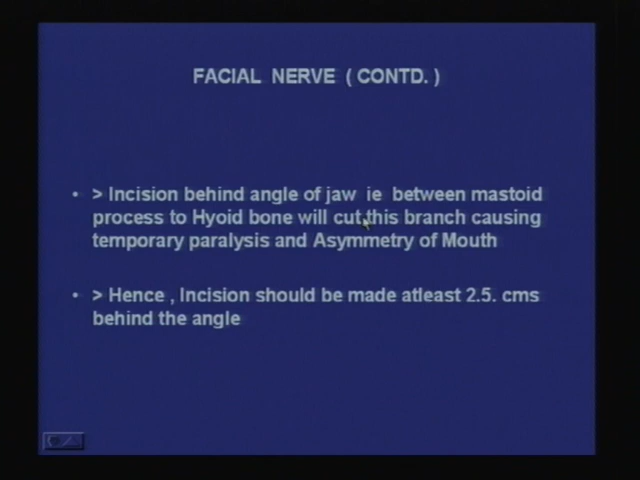 FACIAL NERVE ( CONTD. )
• > Incision behind angle of jaw ie between mastoid
process to Hyoid bone will cut this branch causing
temporary paralysis and Asymmetry of Mouth
• > Hence , Incision should be made atleast 2.5. cms
behind the angle